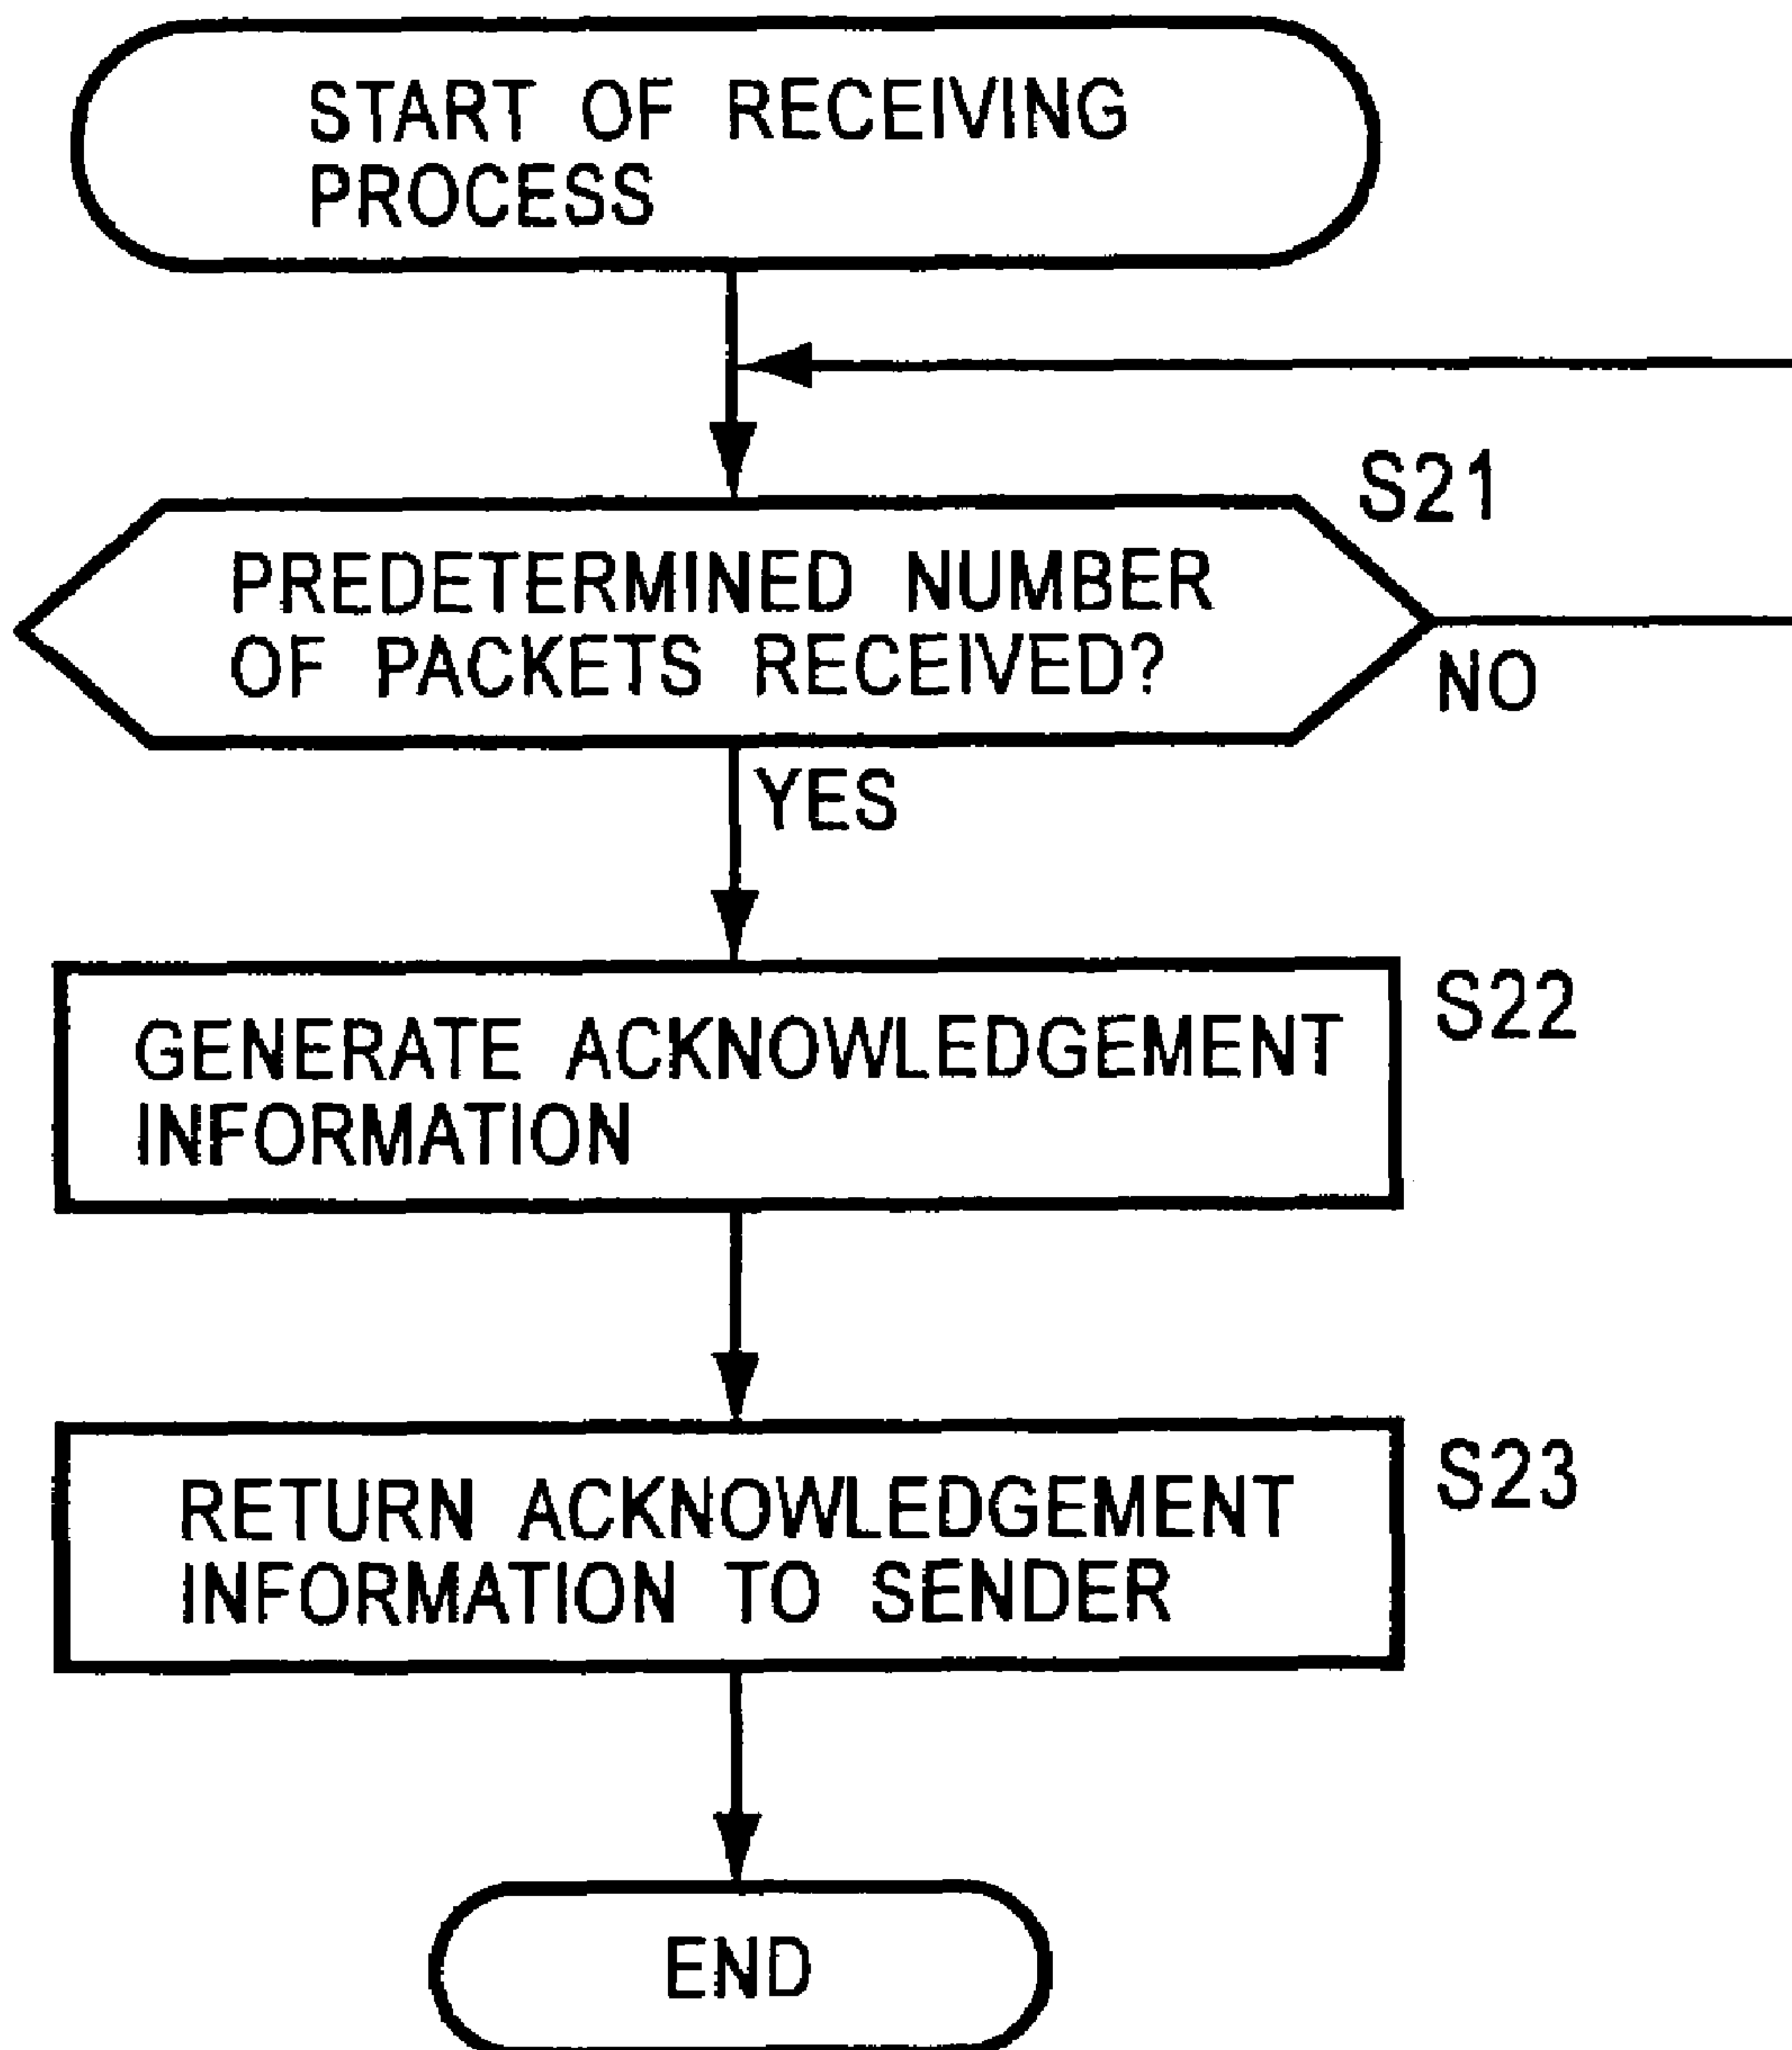 START OF RECEIVING
PROCESS
S21
PREDETERMINED NUMBER
OF PACKETS RECEIVED?
NO
YES
S22
GENERATE ACKNOWLEDGEMENT
INFORMATION
S23
RETURN ACKNOWLEDGEMENT
INFORMATION TO SENDER
END